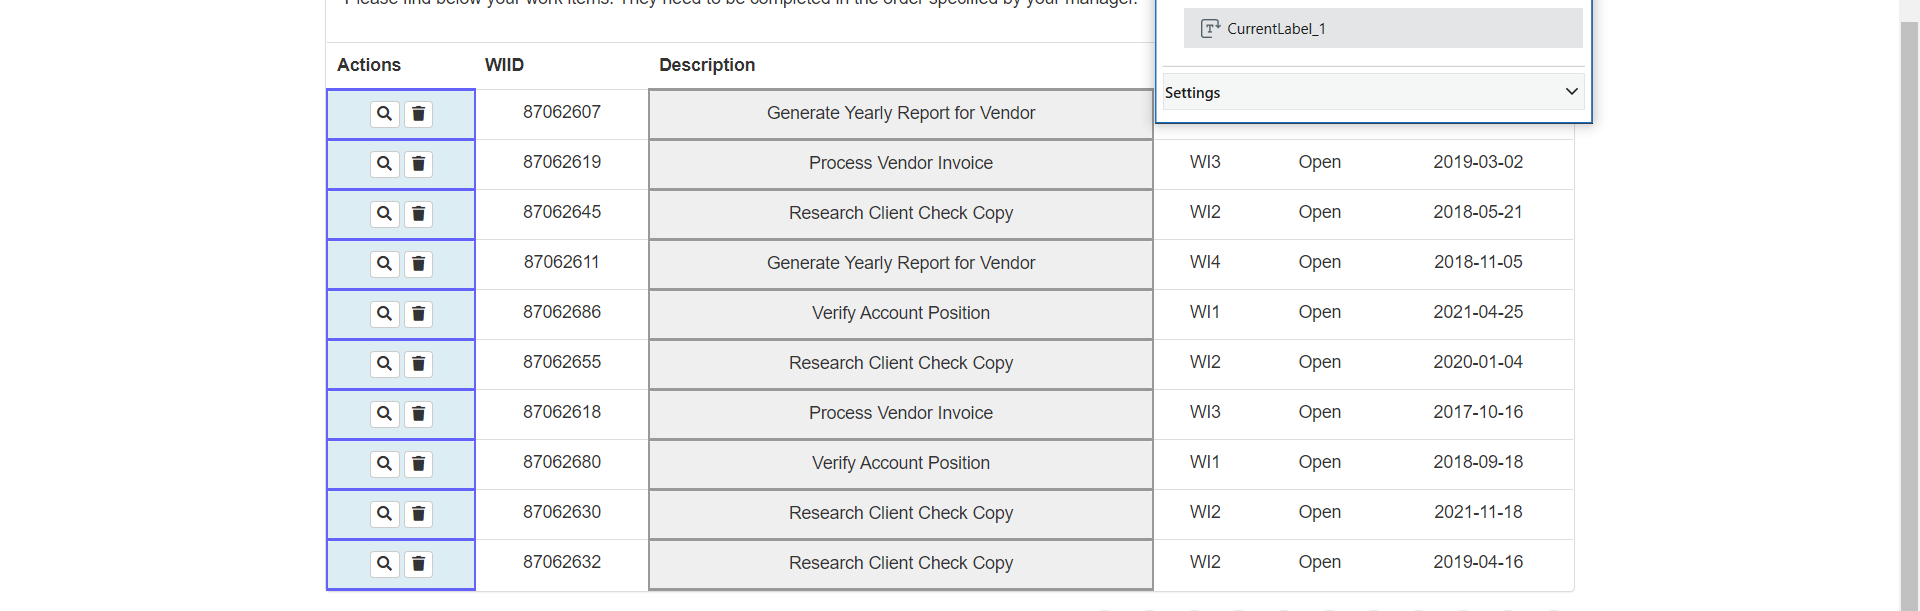 Please find below your work items. They need to be completed in the order specified by your manager.
CurrentLabel_1
Settings
Actions WIID Description
87062607 Generate Yearly Report for Vendor
87062619 Process Vendor Invoice WI3 Open 2019-03-02
87062645 Research Client Check Copy WI2 Open 2018-05-21
87062611 Generate Yearly Report for Vendor WI4 Open 2018-11-05
87062686 Verify Account Position WI1 Open 2021-04-25
87062655 Research Client Check Copy WI2 Open 2020-01-04
87062618 Process Vendor Invoice WI3 Open 2017-10-16
87062680 Verify Account Position WI1 Open 2018-09-18
87062630 Research Client Check Copy WI2 Open 2021-11-18
87062632 Research Client Check Copy WI2 Open 2019-04-16